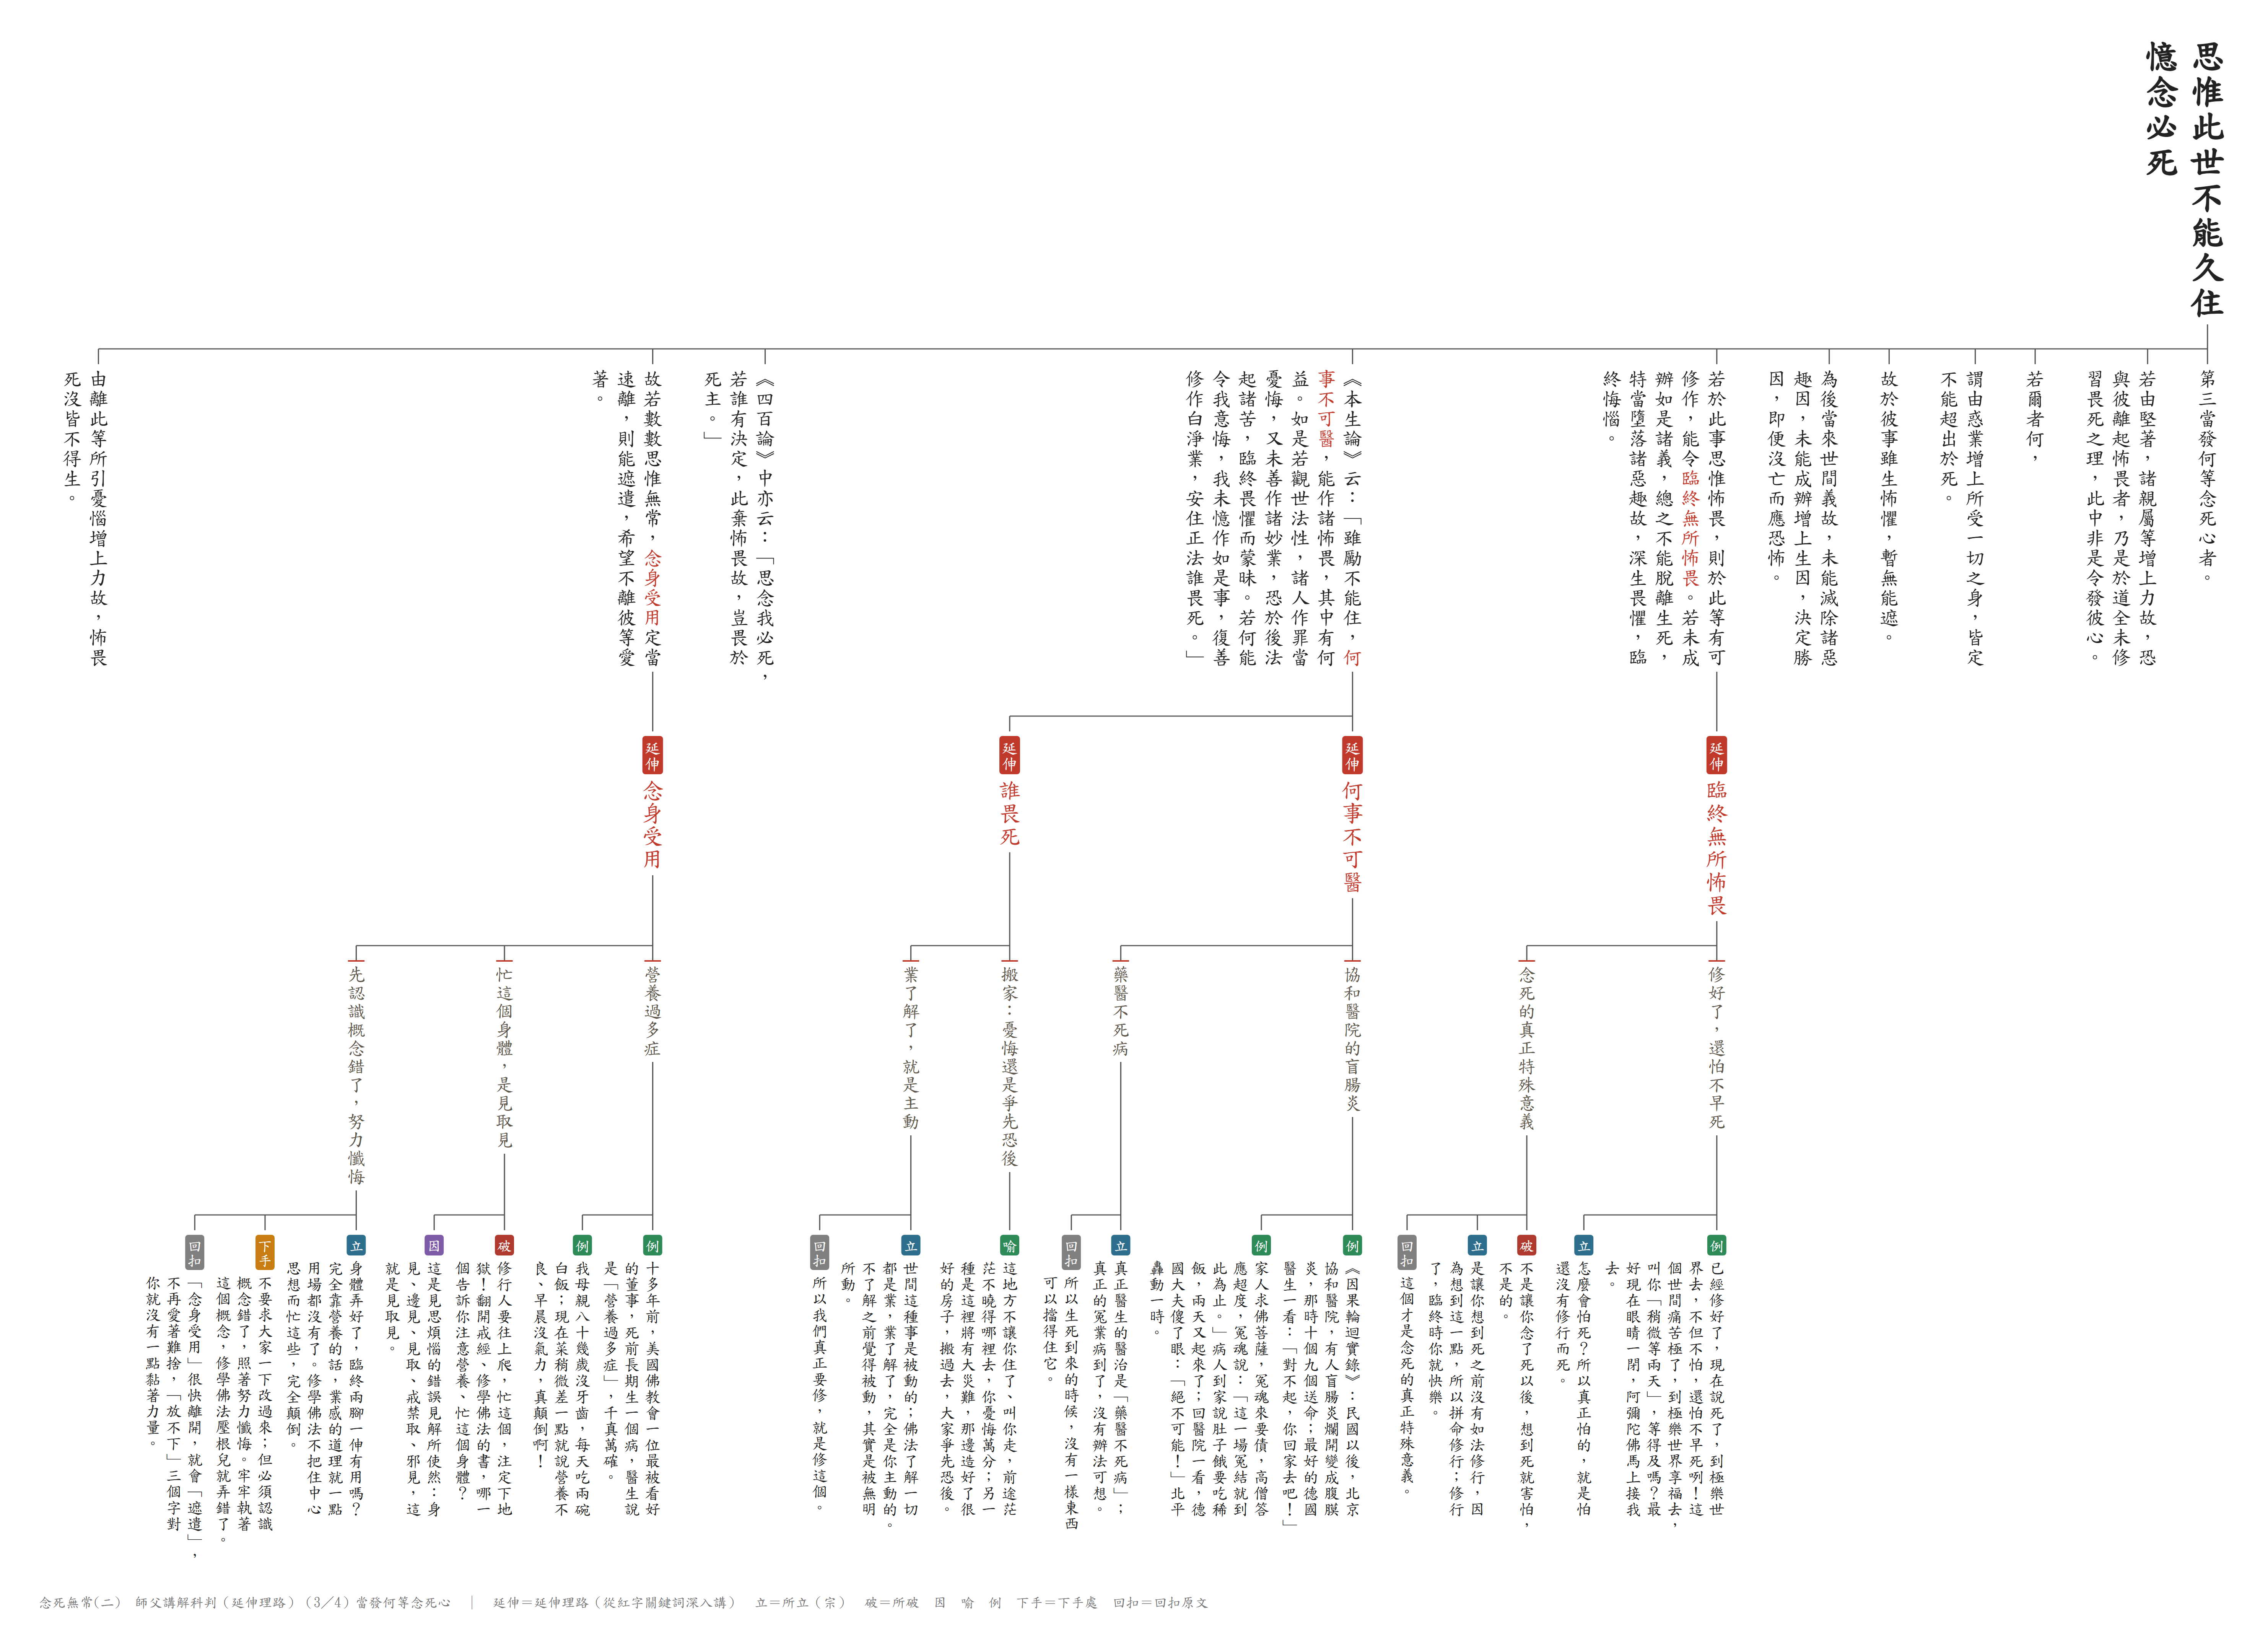 思惟此世不能久住
憶念必死
第三當發何等念死心者。
若由堅著，諸親屬等增上力故，恐
與彼離起怖畏者，乃是於道全未修
習畏死之理，此中非是令發彼心。
若爾者何，
謂由惑業增上所受一切之身，皆定
不能超出於死。
故於彼事雖生怖懼，暫無能遮。
為後當來世間義故，未能滅除諸惡
趣因，未能成辦增上生因，決定勝
因，即便沒亡而應恐怖。
若於此事思惟怖畏，則於此等有可
修作，能令臨終無所怖畏。若未成
辦如是諸義，總之不能脫離生死，
特當墮落諸惡趣故，深生畏懼，臨
終悔惱。
《本生論》云：「雖勵不能住，何
事不可醫，能作諸怖畏，其中有何
益。如是若觀世法性，諸人作罪當
憂悔，又未善作諸妙業，恐於後法
起諸苦，臨終畏懼而蒙昧。若何能
令我意悔，我未憶作如是事，復善
修作白淨業，安住正法誰畏死。」
《四百論》中亦云：「思念我必死，
若誰有決定，此棄怖畏故，豈畏於
死主。」
故若數數思惟無常，念身受用定當
速離，則能遮遣，希望不離彼等愛
著。
由離此等所引憂惱增上力故，怖畏
死沒皆不得生。
延伸 臨終無所怖畏
延伸 何事不可醫
延伸 誰畏死
延伸 念身受用
修好了，還怕不早死
念死的真正特殊意義
協和醫院的盲腸炎
藥醫不死病
搬家：憂悔還是爭先恐後
業了解了，就是主動
營養過多症
忙這個身體，是見取見
先認識概念錯了，努力懺悔
例
已經修好了，現在說死了，到極樂世
界去，不但不怕，還怕不早死咧！這
個世間痛苦極了，到極樂世界享福去，
叫你「稍微等兩天」，等得及嗎？最
好現在眼睛一閉，阿彌陀佛馬上接我
去。
立
怎麼會怕死？所以真正怕的，就是怕
還沒有修行而死。
破
不是讓你念了死以後，想到死就害怕，
不是的。
立
是讓你想到死之前沒有如法修行，因
為想到這一點，所以拼命修行；修行
了，臨終時你就快樂。
回扣
這個才是念死的真正特殊意義。
例
《因果輪迴實錄》：民國以後，北京
協和醫院，有人盲腸炎爛開變成腹膜
炎，那時十個九個送命；最好的德國
醫生一看：「對不起，你回家去吧！」
例
家人求佛菩薩，冤魂來要債，高僧答
應超度，冤魂說：「這一場冤結就到
此為止。」病人到家說肚子餓要吃稀
飯，兩天又起來了；回醫院一看，德
國大夫傻了眼：「絕不可能！」北平
轟動一時。
立
真正醫生的醫治是「藥醫不死病」；
真正的冤業病到了，沒有辦法可想。
回扣
所以生死到來的時候，沒有一樣東西
可以擋得住它。
喻
這地方不讓你住了、叫你走，前途茫
茫不曉得哪裡去，你憂悔萬分；另一
種是這裡將有大災難，那邊造好了很
好的房子，搬過去，大家爭先恐後。
立
世間這種事是被動的；佛法了解一切
都是業，業了解了，完全是你主動的。
不了解之前覺得被動，其實是被無明
所動。
回扣
所以我們真正要修，就是修這個。
例
十多年前，美國佛教會一位最被看好
的董事，死前長期生一個病，醫生說
是「營養過多症」，千真萬確。
例
我母親八十幾歲沒牙齒，每天吃兩碗
白飯；現在菜稍微差一點就說營養不
良、早晨沒氣力，真顛倒啊！
破
修行人要往上爬，忙這個，注定下地
獄！翻開戒經、修學佛法的書，哪一
個告訴你注意營養、忙這個身體？
因
這是見思煩惱的錯誤見解所使然：身
見、邊見、見取、戒禁取、邪見，這
就是見取見。
立
身體弄好了，臨終兩腳一伸有用嗎？
完全靠營養的話，業感的道理就一點
用場都沒有了。修學佛法不把住中心
思想而忙這些，完全顛倒。
下手
不要求大家一下改過來；但必須認識
概念錯了，照著努力懺悔。牢牢執著
這個概念，修學佛法壓根兒就弄錯了。
回扣
「念身受用」很快離開，就會「遮遣」，
不再愛著難捨，「放不下」三個字對
你就沒有一點黏著力量。
念死無常(二)　師父講解科判（延伸理路）（3／4）當發何等念死心　｜　延伸＝延伸理路（從紅字關鍵詞深入講）　立＝所立（宗）　破＝所破　因　喻　例　下手＝下手處　回扣＝回扣原文